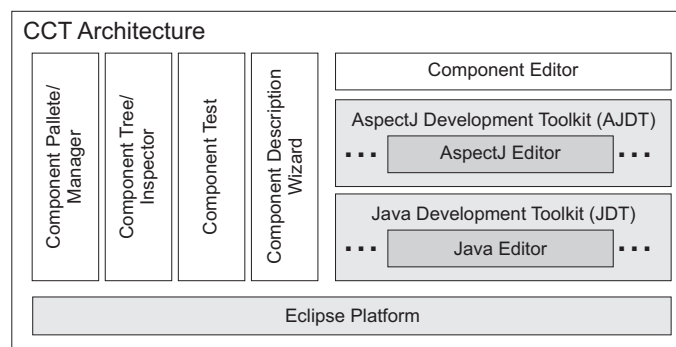 CCT Architecture
Component Pallete/
Manager
Component Tree/
Inspector
Component Test
Component Description
Wizard
Component Editor
AspectJ Development Toolkit (AJDT)
... AspectJ Editor ...
Java Development Toolkit (JDT)
... Java Editor ...
Eclipse Platform